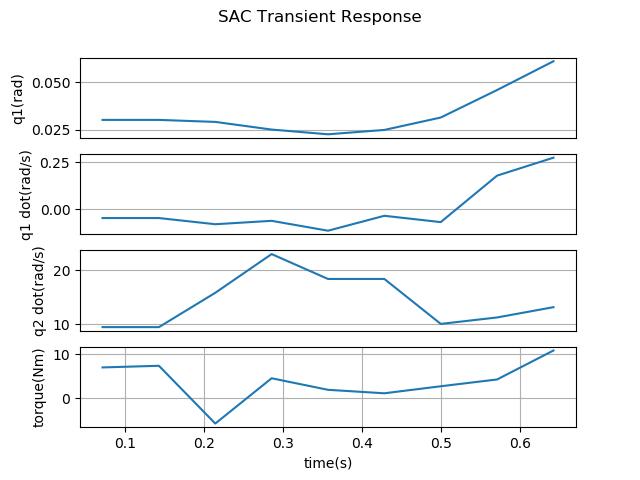 SAC Transient Response
q1(rad)
0.050
0.025
q1 dot(rad/s)
0.25
0.00
q2 dot(rad/s)
20
10
torque(Nm)
10
0
0.1 0.2 0.3 0.4 0.5 0.6
time(s)